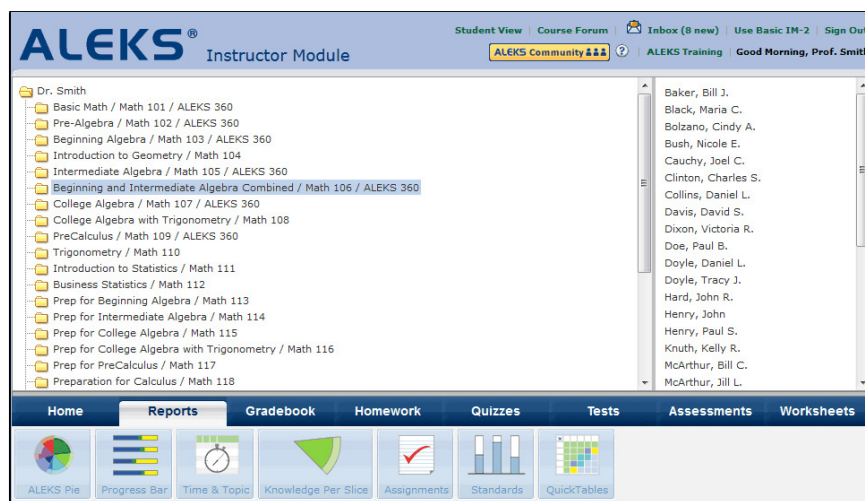 Student View | Course Forum | Inbox (8 new) | Use Basic IM-2 | Sign Out
ALEKS® Instructor Module
ALEKS Community ? | ALEKS Training | Good Morning, Prof. Smith
Dr. Smith
Basic Math / Math 101 / ALEKS 360
Pre-Algebra / Math 102 / ALEKS 360
Beginning Algebra / Math 103 / ALEKS 360
Introduction to Geometry / Math 104
Intermediate Algebra / Math 105 / ALEKS 360
Beginning and Intermediate Algebra Combined / Math 106 / ALEKS 360
College Algebra / Math 107 / ALEKS 360
College Algebra with Trigonometry / Math 108
PreCalculus / Math 109 / ALEKS 360
Trigonometry / Math 110
Introduction to Statistics / Math 111
Business Statistics / Math 112
Prep for Beginning Algebra / Math 113
Prep for Intermediate Algebra / Math 114
Prep for College Algebra / Math 115
Prep for College Algebra with Trigonometry / Math 116
Prep for PreCalculus / Math 117
Preparation for Calculus / Math 118
Baker, Bill J.
Black, Maria C.
Bolzano, Cindy A.
Bush, Nicole E.
Cauchy, Joel C.
Clinton, Charles S.
Collins, Daniel L.
Davis, David S.
Dixon, Victoria R.
Doe, Paul B.
Doyle, Daniel L.
Doyle, Tracy J.
Hard, John R.
Henry, John
Henry, Paul S.
Knuth, Kelly R.
McArthur, Bill C.
McArthur, Jill L.
Home Reports Gradebook Homework Quizzes Tests Assessments Worksheets
ALEKS Pie Progress Bar Time & Topic Knowledge Per Slice Assignments Standards QuickTables